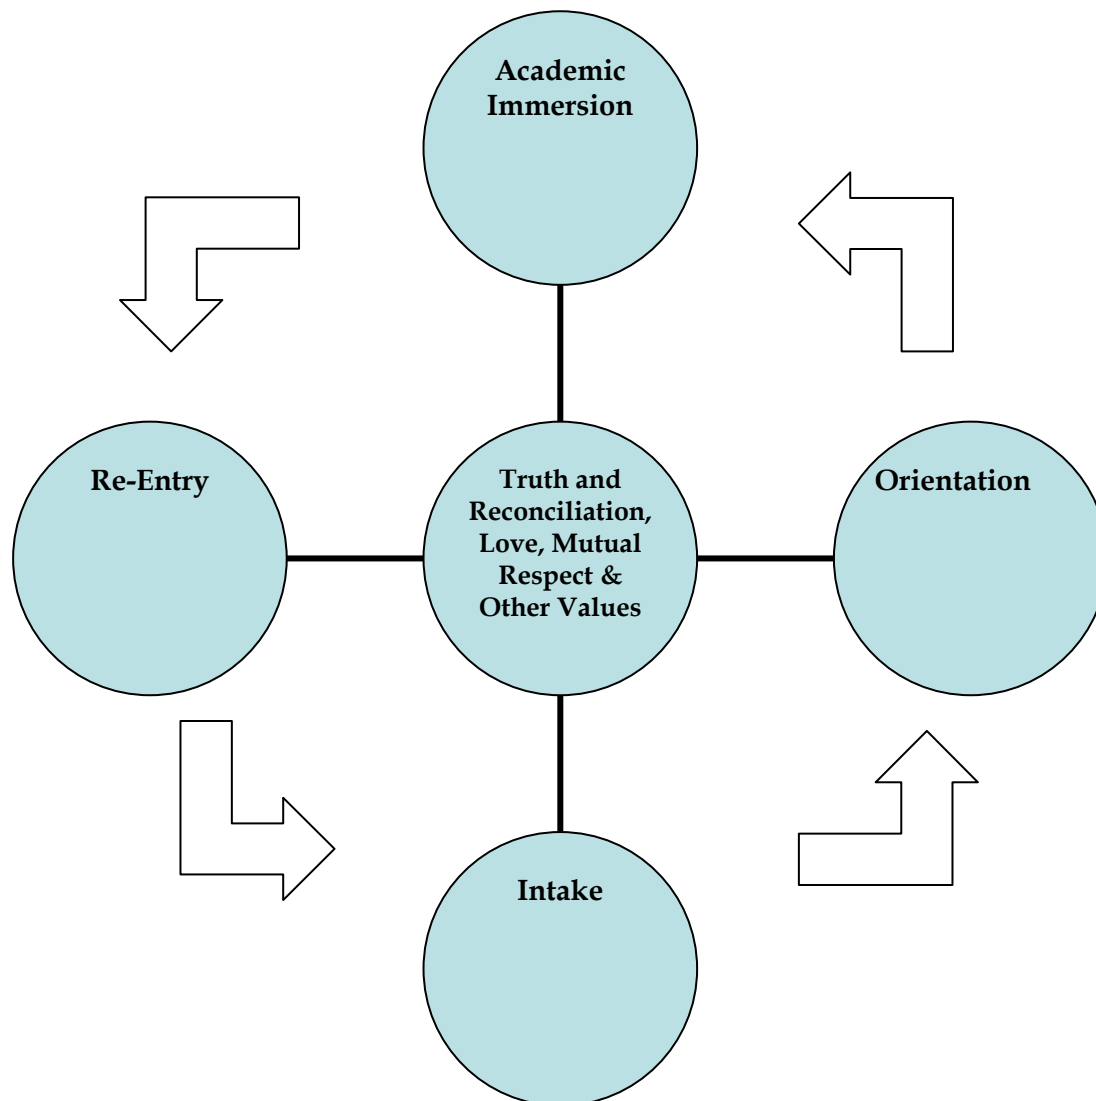 Academic
Immersion
Re-Entry
Truth and
Reconciliation,
Love, Mutual
Respect &
Other Values
Orientation
Intake